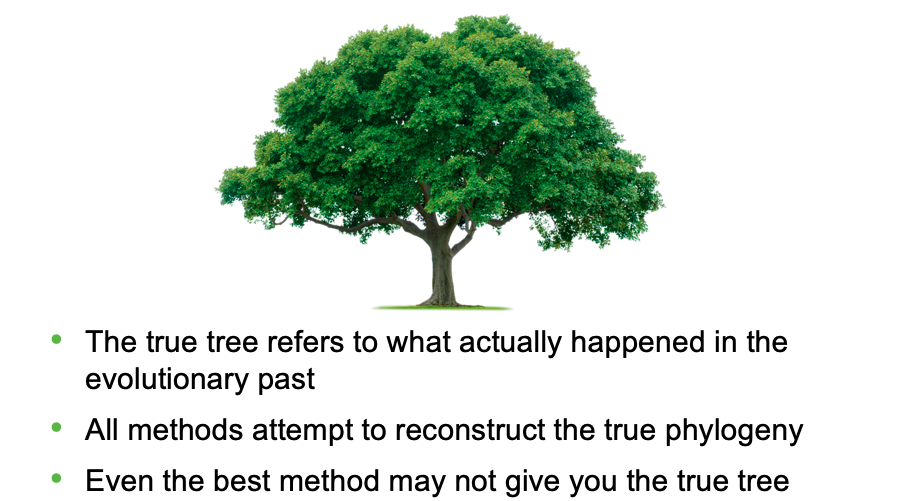 • The true tree refers to what actually happened in the
evolutionary past
• All methods attempt to reconstruct the true phylogeny
• Even the best method may not give you the true tree